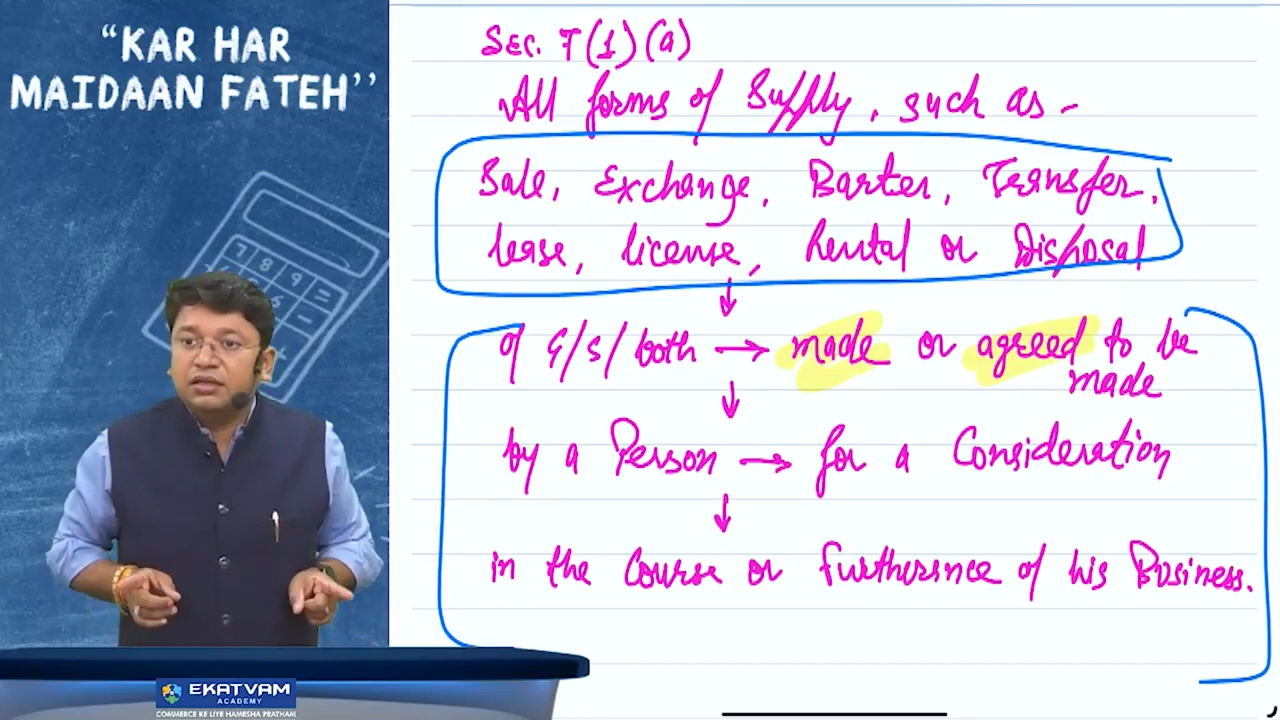 “KAR HAR
MAIDAAN FATEH’’
Sec. 7(1)(a)
All forms of Supply, such as -
Sale, Exchange, Barter, Transfer,
lease, license, Rental or Disposal
of G/S/both → made or agreed to be
made
by a Person → for a Consideration
in the Course or furtherance of his Business.
EKATVAM
ACADEMY
COMMERCE KE LIYE HAMESHA PRATHAM